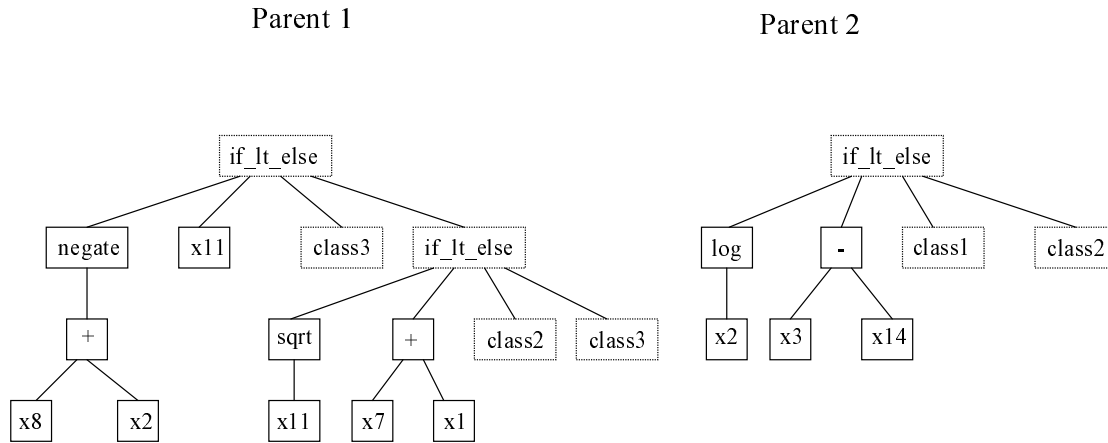 Parent 1
Parent 2
if_lt_else
if_lt_else
negate
x11
class3
if_lt_else
log
-
class1
class2
+
sqrt
+
class2
class3
x2
x3
x14
x8
x2
x11
x7
x1